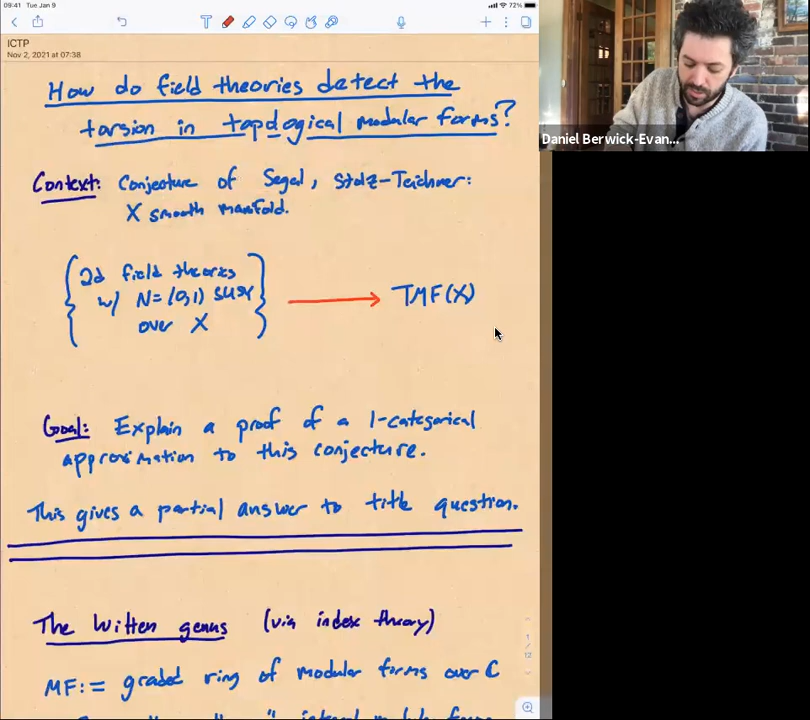 09:41 Tue Jan 9
72%
ICTP
Nov 2, 2021 at 07:38
How do field theories detect the
torsion in topological modular forms?
Daniel Berwick-Evan...
Context: Conjecture of Segal, Stolz-Teichner:
X smooth manifold.
2d field theories
w/ N=(0,1) SUSY
over X
TMF(X)
Goal: Explain a proof of a 1-categorical
approximation to this conjecture.
This gives a partial answer to title question.
The Witten genus (via index theory)
1
/
12
MF:= graded ring of modular forms over C